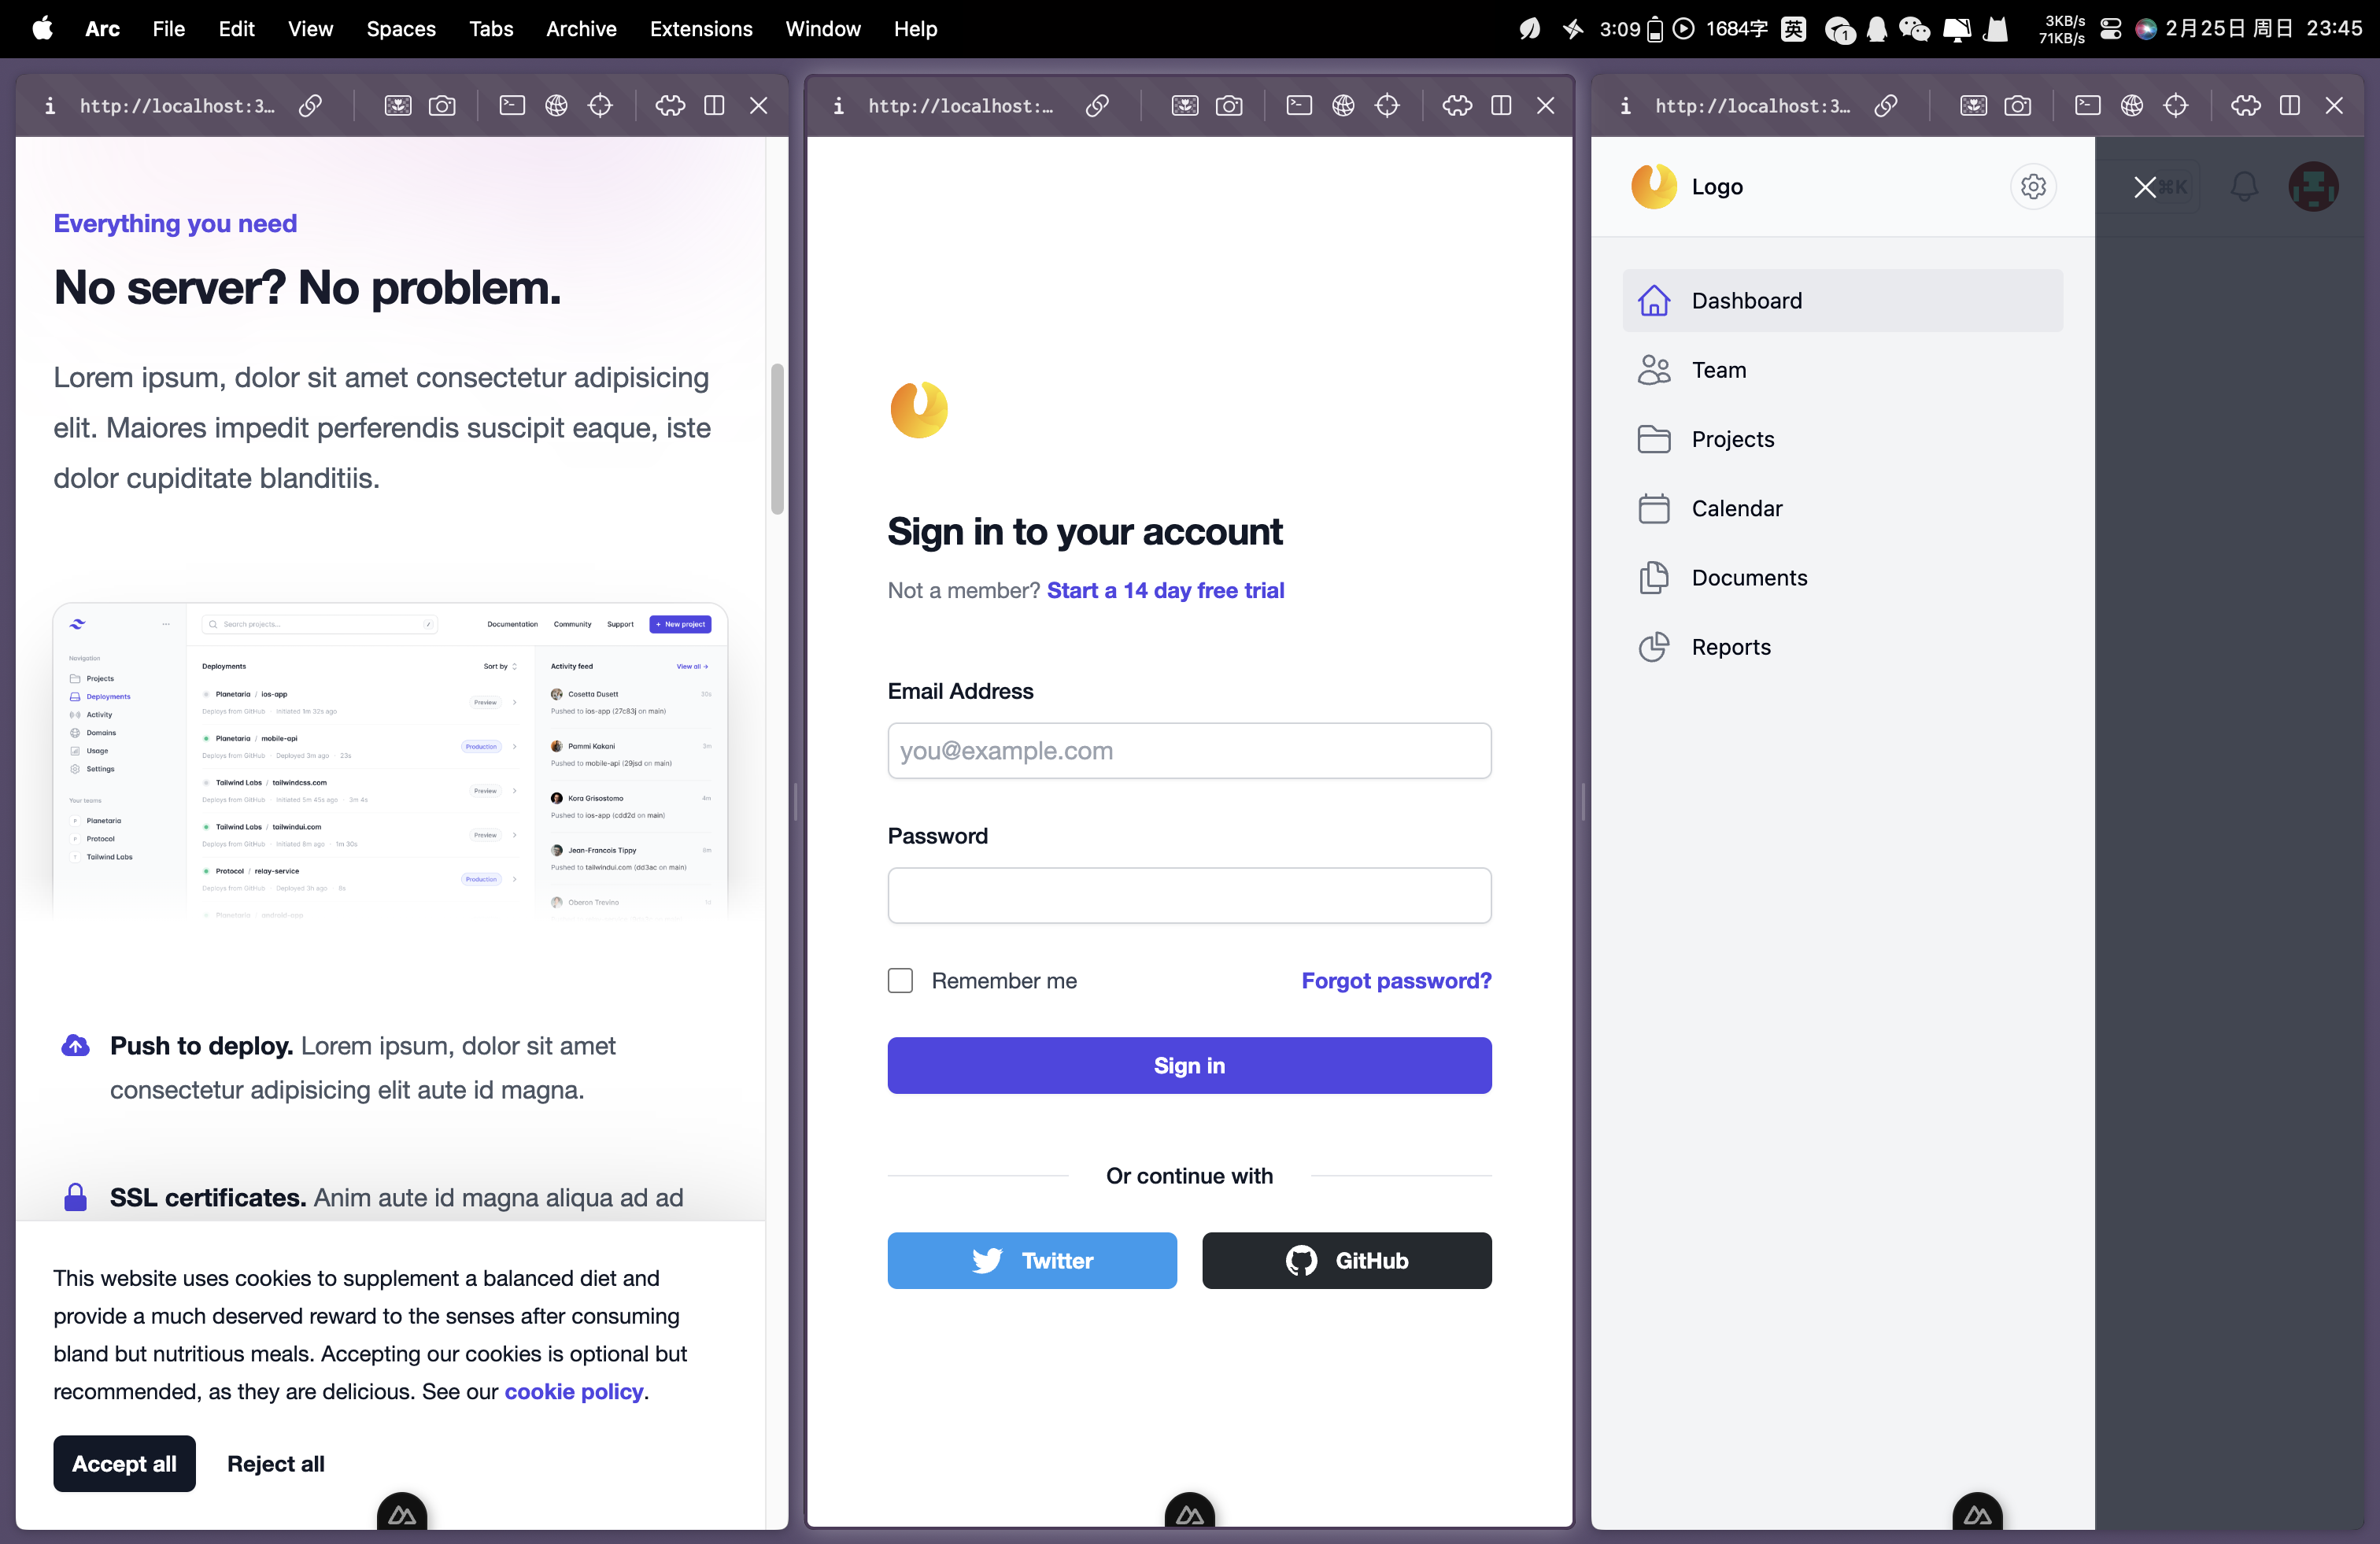 Arc File Edit View Spaces Tabs Archive Extensions Window Help
3:09 1684字 英 1 3KB/s 71KB/s 2月25日 周日 23:45
http://localhost:3...
Everything you need
No server? No problem.
Lorem ipsum, dolor sit amet consectetur adipisicing
elit. Maiores impedit perferendis suscipit eaque, iste
dolor cupiditate blanditiis.
Search projects... / Documentation Community Support + New project
Navigation
Projects
Deployments
Activity
Domains
Usage
Settings
Your teams
P Planetaria
P Protocol
T Tailwind Labs
Deployments Sort by
Planetaria / ios-app Preview
Deploys from GitHub · Initiated 1m 32s ago
Planetaria / mobile-api Production
Deploys from GitHub · Deployed 3m ago · 23s
Tailwind Labs / tailwindcss.com Preview
Deploys from GitHub · Initiated 5m 45s ago · 3m 4s
Tailwind Labs / tailwindui.com Preview
Deploys from GitHub · Initiated 6m ago · 1m 30s
Protocol / relay-service Production
Deploys from GitHub · Deployed 3h ago · 8s
Planetaria / android-app
Activity feed View all →
Cosetta Dusett 30s
Pushed to ios-app (27c83j on main)
Pammi Kakani 3m
Pushed to mobile-api (29jsd on main)
Kora Grisostomo 4m
Pushed to ios-app (cdd2d on main)
Jean-Francois Tippy 8m
Pushed to tailwindui.com (dd3ac on main)
Oberon Trevino
Push to deploy. Lorem ipsum, dolor sit amet
consectetur adipisicing elit aute id magna.
SSL certificates. Anim aute id magna aliqua ad ad
This website uses cookies to supplement a balanced diet and
provide a much deserved reward to the senses after consuming
bland but nutritious meals. Accepting our cookies is optional but
recommended, as they are delicious. See our cookie policy.
Accept all Reject all
http://localhost:...
Sign in to your account
Not a member? Start a 14 day free trial
Email Address
you@example.com
Password
Remember me Forgot password?
Sign in
Or continue with
Twitter GitHub
http://localhost:3...
Logo
⌘K
Dashboard
Team
Projects
Calendar
Documents
Reports